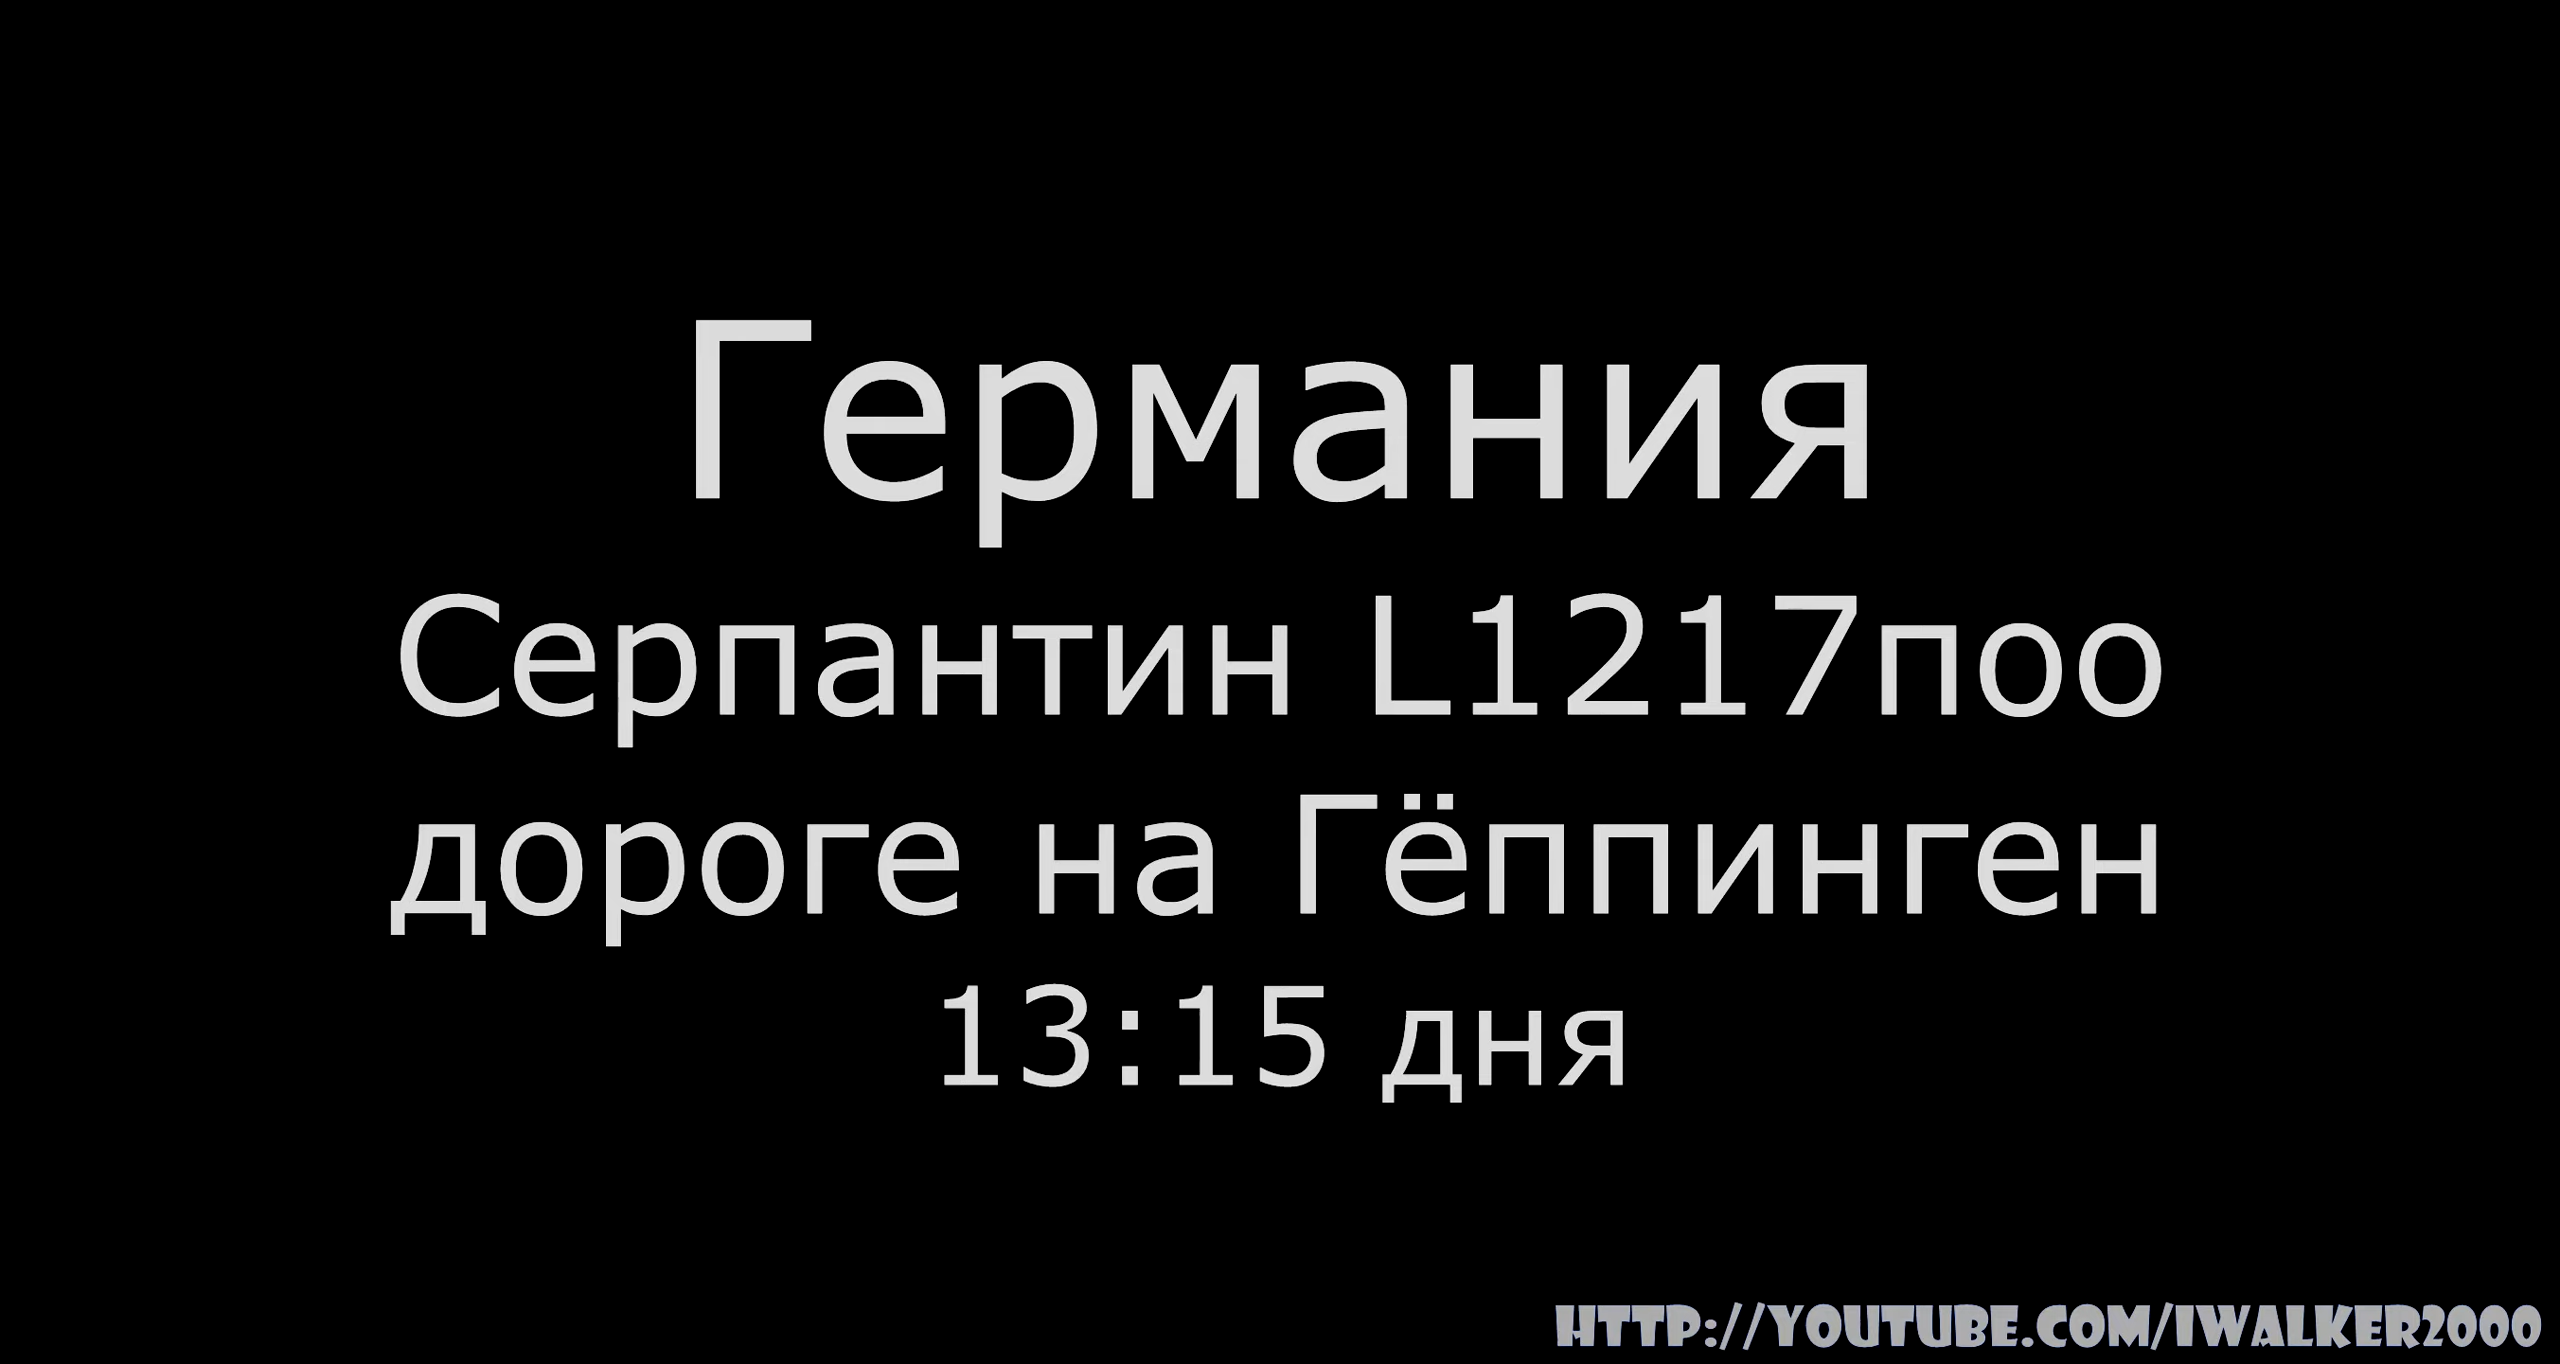 Германия
Серпантин L1217поо
дороге на Гёппинген
13:15 дня
HTTP://YOUTUBE.COM/IWALKER2000